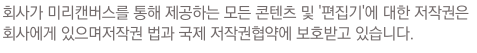 회사가 미리캔버스를 통해 제공하는 모든 콘텐츠 및 '편집기'에 대한 저작권은
회사에게 있으며저작권 법과 국제 저작권협약에 보호받고 있습니다.